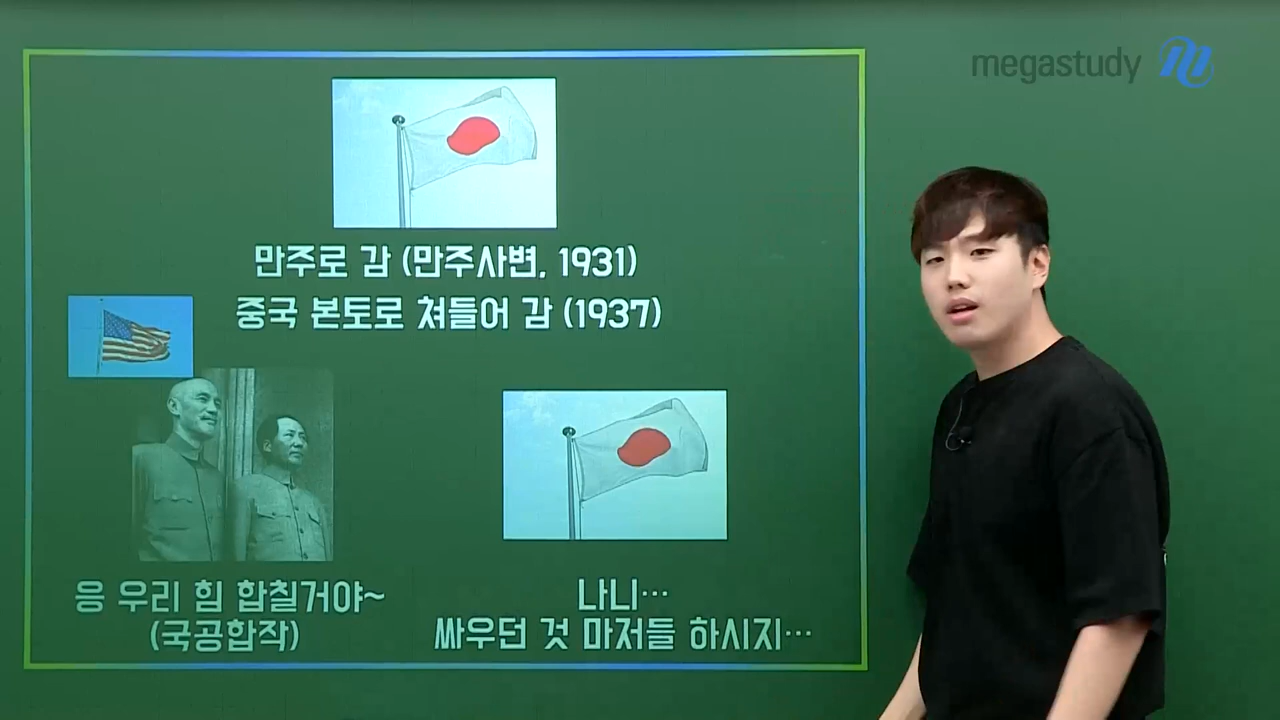 megastudy
만주로 감 (만주사변, 1931)
중국 본토로 쳐들어 감 (1937)
응 우리 힘 합칠거야~
(국공합작)
나니…
싸우던 것 마저들 하시지…